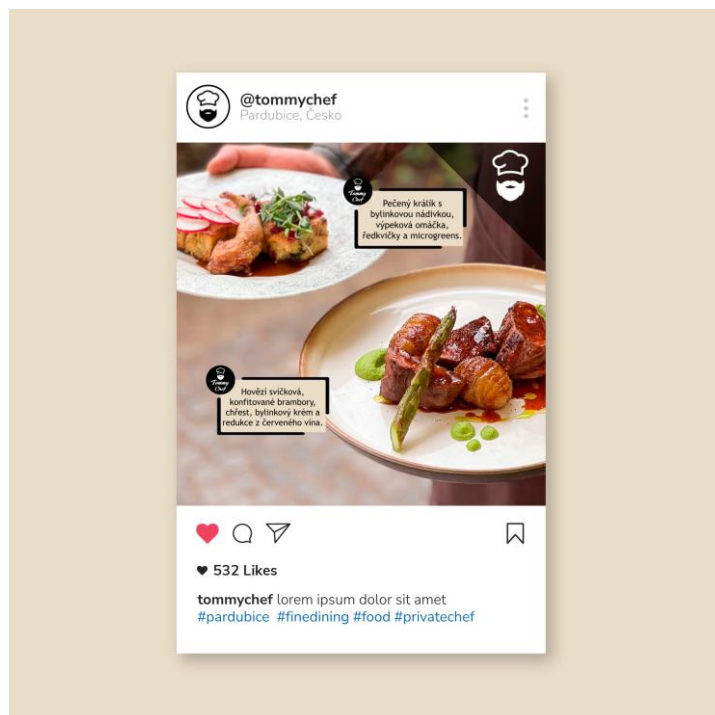 @tommychef
Pardubice, Česko
Tommy
Chef
Pečený králík s
bylinkovou nádivkou,
výpeková omáčka,
ředkvičky a microgreens.
Tommy
Chef
Hovězí svíčková,
konfitované brambory,
chřest, bylinkový krém a
redukce z červeného vína.
532 Likes
tommychef lorem ipsum dolor sit amet
#pardubice #finedining #food #privatechef